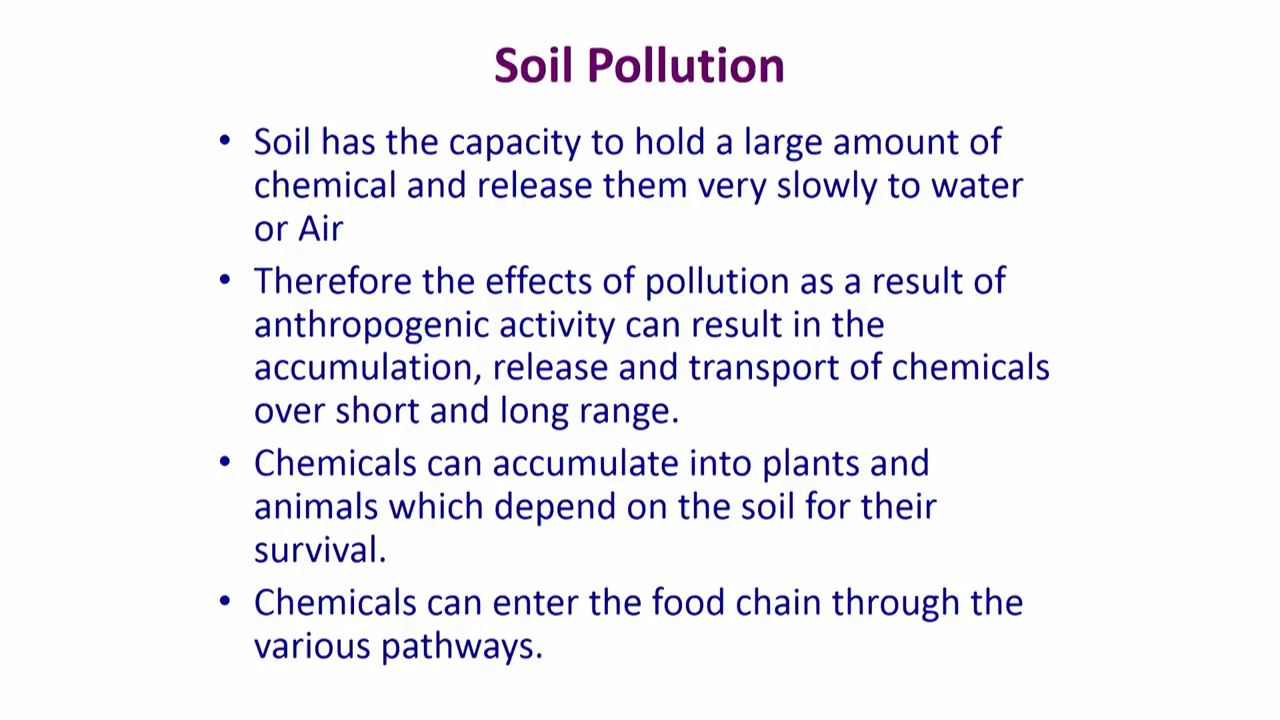 Soil Pollution
• Soil has the capacity to hold a large amount of
chemical and release them very slowly to water
or Air
• Therefore the effects of pollution as a result of
anthropogenic activity can result in the
accumulation, release and transport of chemicals
over short and long range.
• Chemicals can accumulate into plants and
animals which depend on the soil for their
survival.
• Chemicals can enter the food chain through the
various pathways.